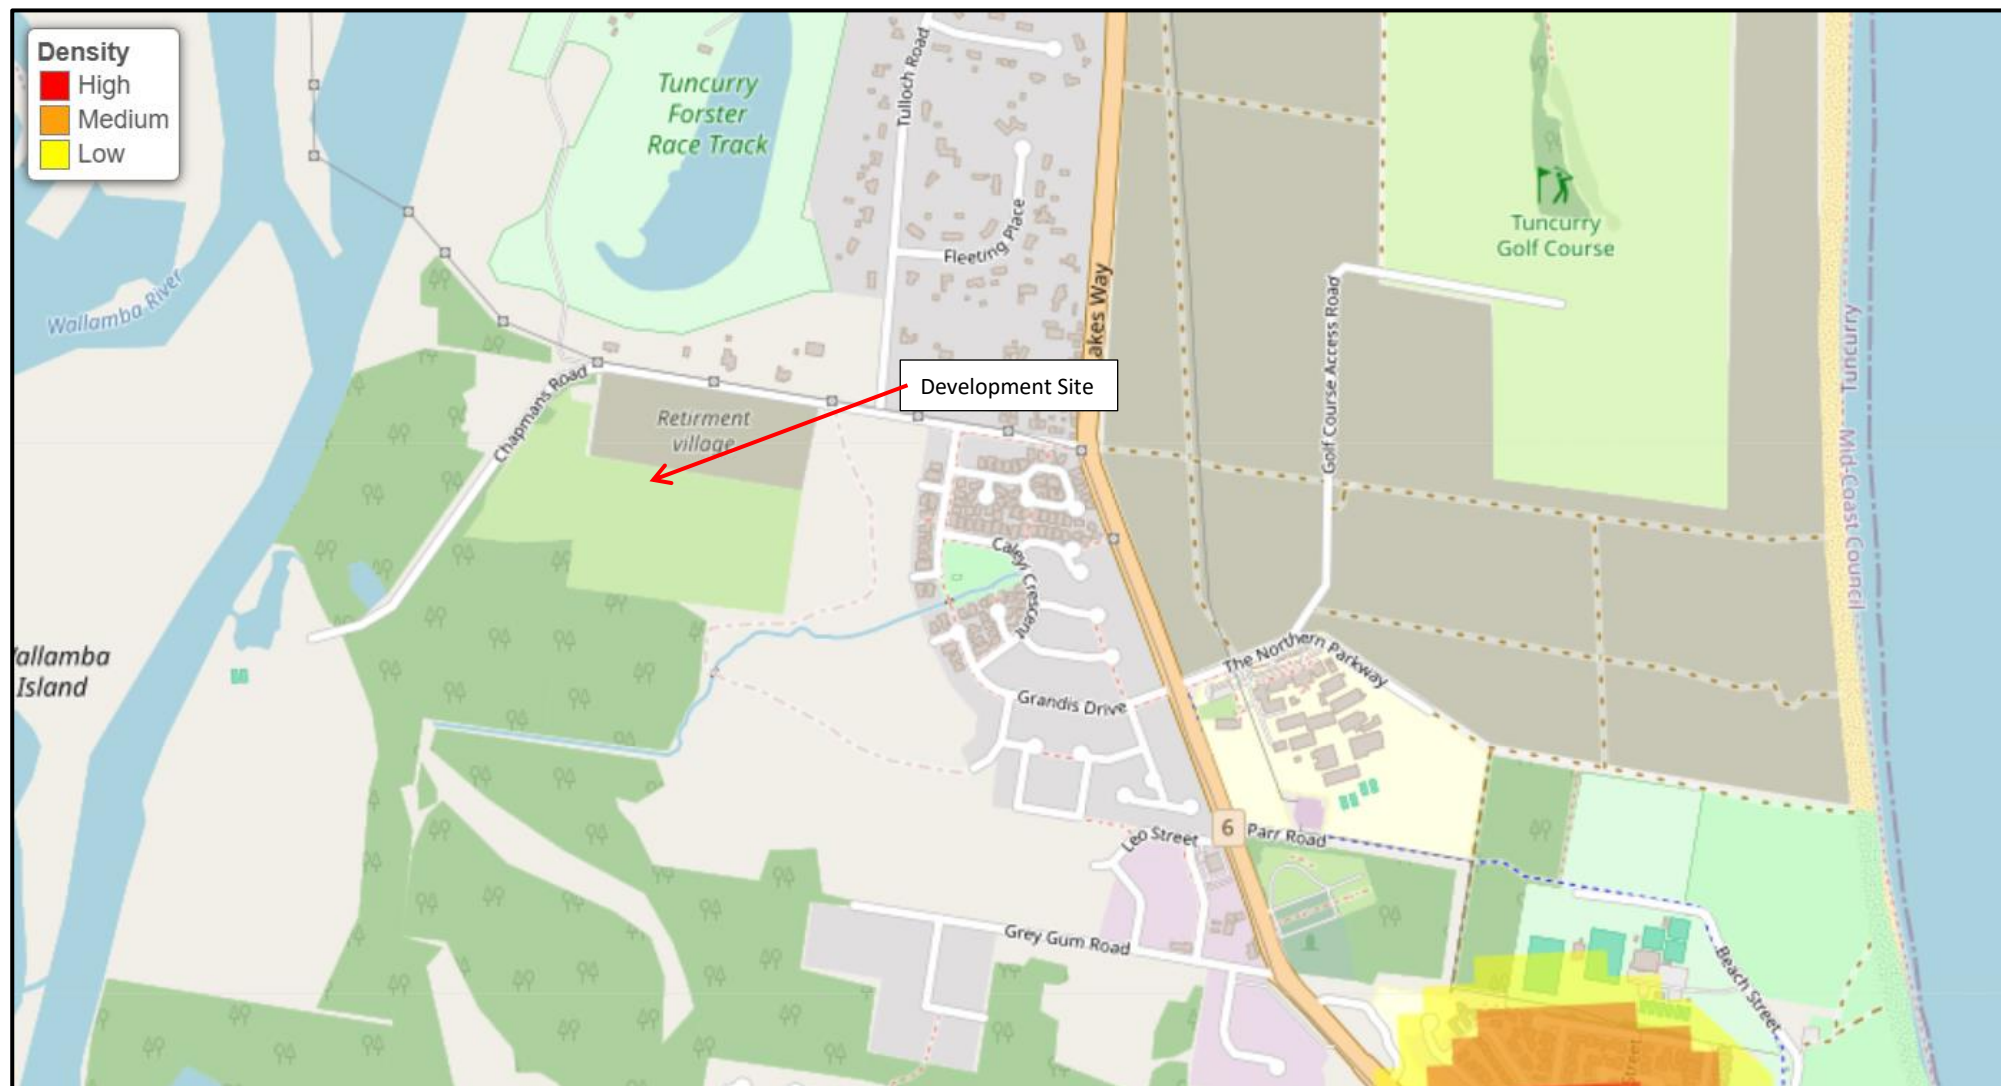 Density
High
Medium
Low
Tuncurry
Forster
Race Track
Tulloch Road
Fleeting Place
akes Way
Tuncurry
Golf Course
Golf Course Access Road
Wallamba River
Chapmans Road
Retirment
village
Development Site
Tuncurry
Mid-Coast Council
Caleyi Crescent
The Northern Parkway
Grandis Drive
allamba
Island
Leo Street
6
Parr Road
Grey Gum Road
Beach Street
Street